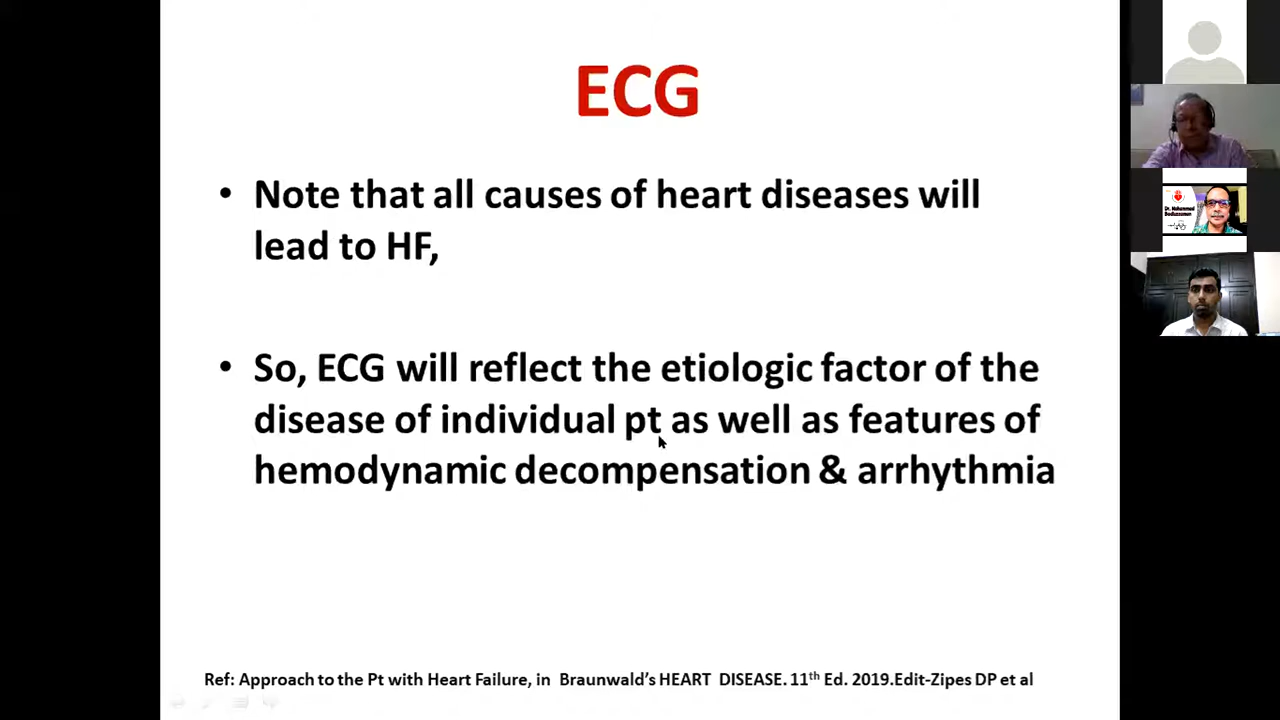 ECG
• Note that all causes of heart diseases will
lead to HF,
• So, ECG will reflect the etiologic factor of the
disease of individual pt as well as features of
hemodynamic decompensation & arrhythmia
Ref: Approach to the Pt with Heart Failure, in Braunwald's HEART DISEASE. 11th Ed. 2019.Edit-Zipes DP et al
Dr. Mohammad